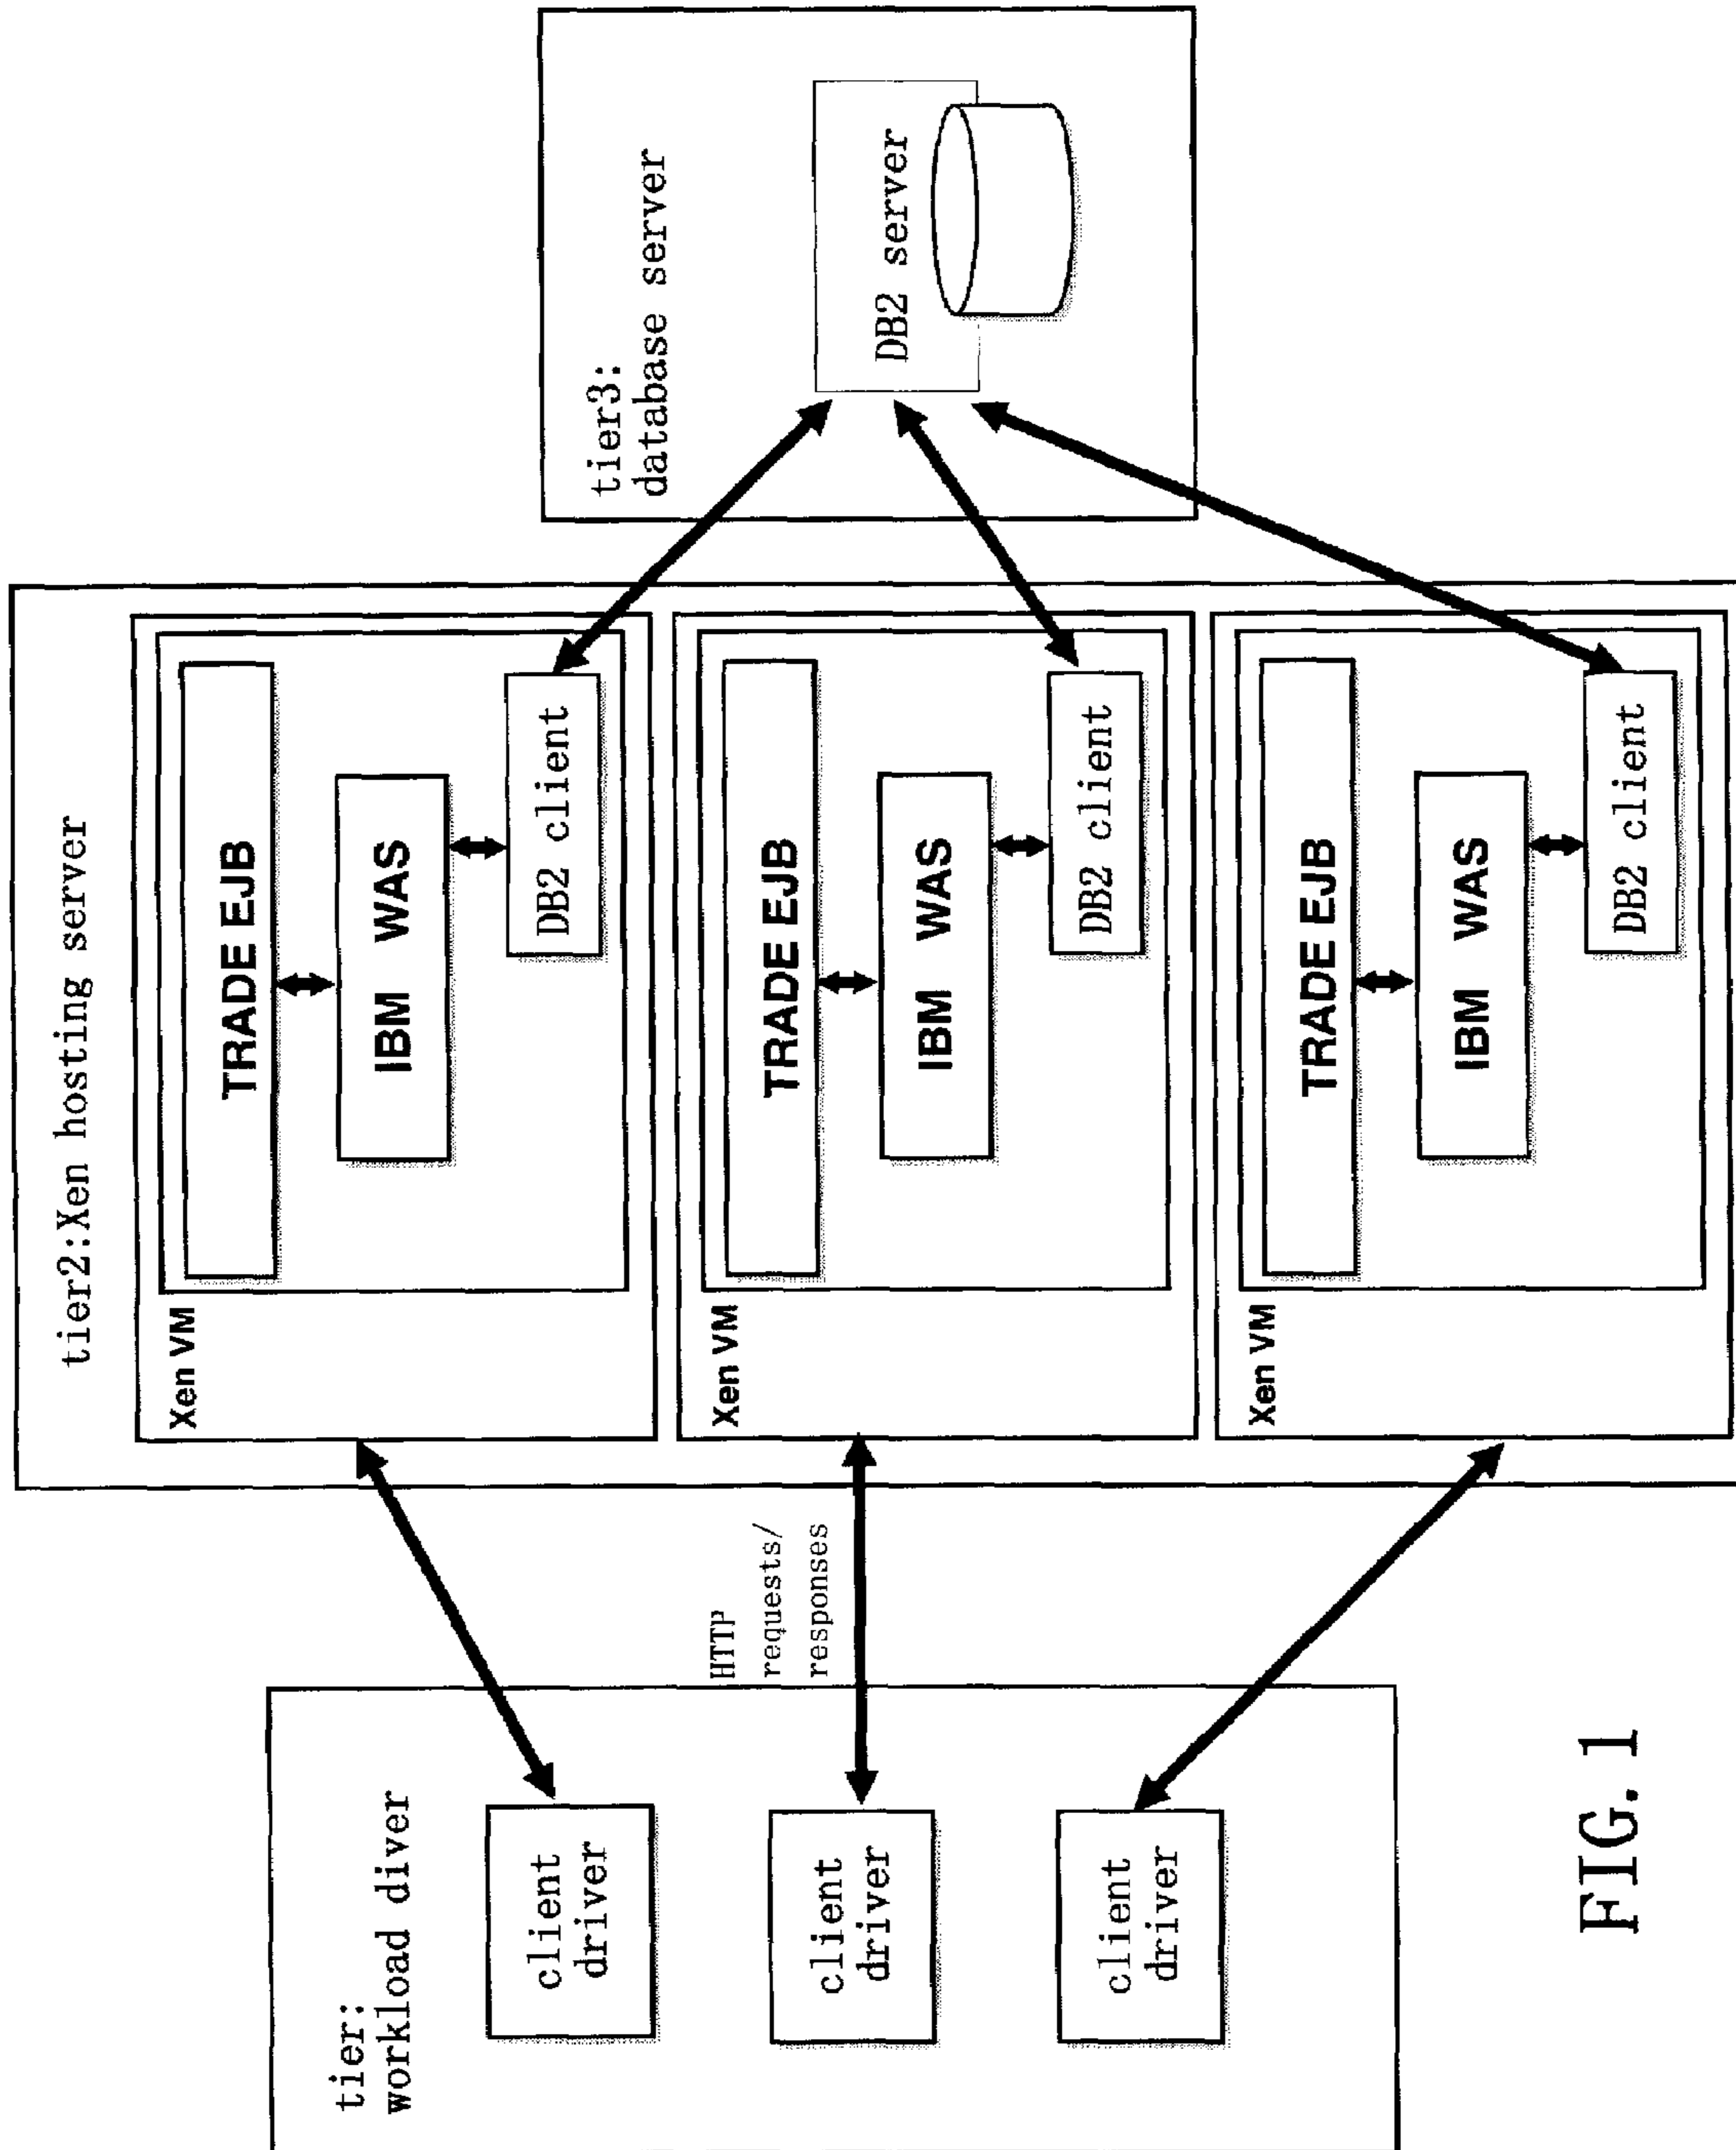 tier:
workload diver
client
driver
client
driver
client
driver
HTTP
requests/
responses
tier2:Xen hosting server
Xen VM
TRADE EJB
IBM WAS
DB2 client
Xen VM
TRADE EJB
IBM WAS
DB2 client
Xen VM
TRADE EJB
IBM WAS
DB2 client
tier3:
database server
DB2 server
FIG. 1